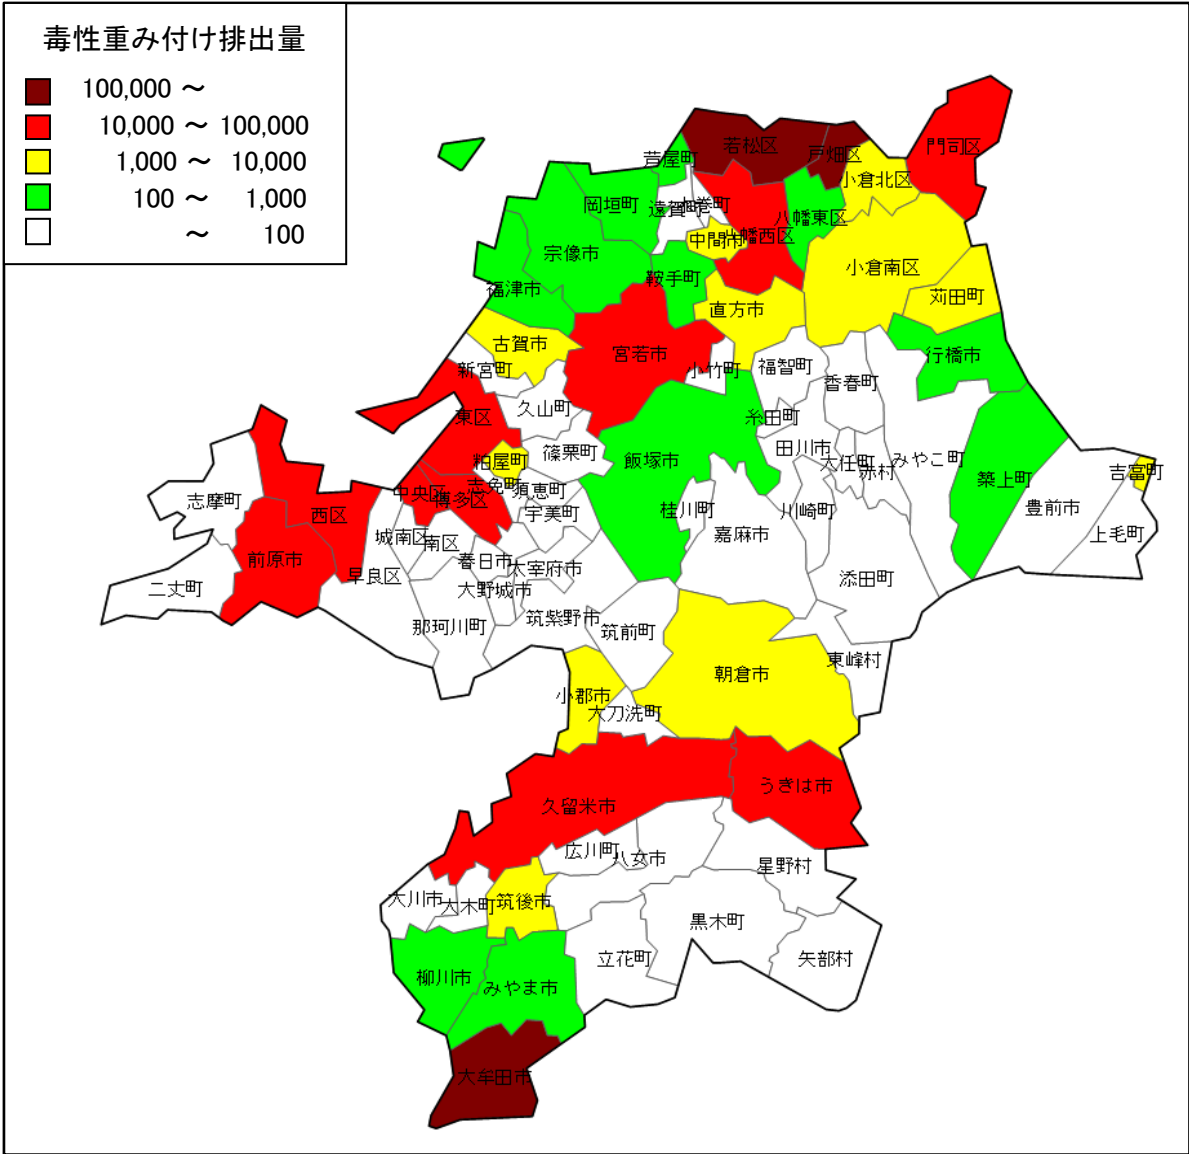 毒性重み付け排出量
100,000 ～
10,000 ～ 100,000
1,000 ～ 10,000
100 ～ 1,000
～ 100
門司区
若松区
戸畑区
芦屋町
小倉北区
岡垣町
遠賀町
水巻町
八幡東区
中間市
八幡西区
宗像市
小倉南区
鞍手町
福津市
苅田町
直方市
古賀市
宮若市
行橋市
新宮町
小竹町
福智町
香春町
久山町
東区
糸田町
篠栗町
田川市
粕屋町
飯塚市
大任町
赤村
みやこ町
吉富町
志免町
須恵町
築上町
志摩町
中央区
博多区
桂川町
豊前市
西区
宇美町
川崎町
城南区
南区
嘉麻市
上毛町
前原市
春日市
太宰府市
早良区
添田町
二丈町
大野城市
筑紫野市
那珂川町
筑前町
東峰村
朝倉市
小郡市
大刀洗町
うきは市
久留米市
広川町
八女市
星野村
大川市
大木町
筑後市
黒木町
立花町
矢部村
柳川市
みやま市
大牟田市